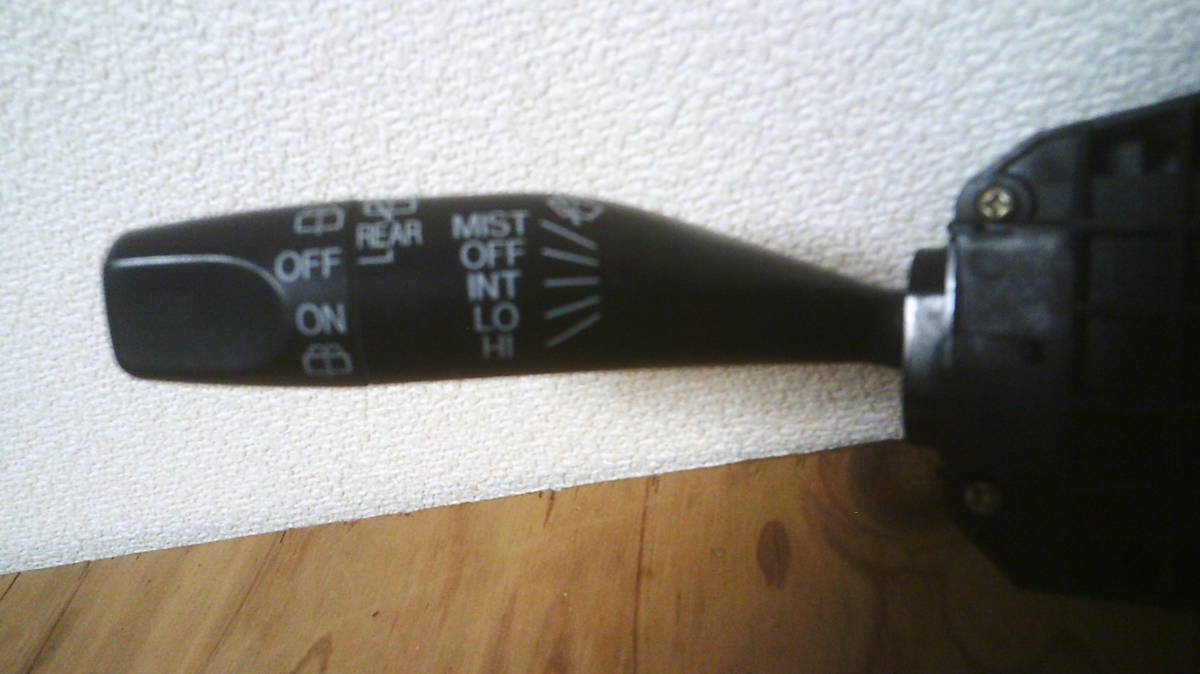 REAR
OFF
ON
MIST
OFF
INT
LO
HI